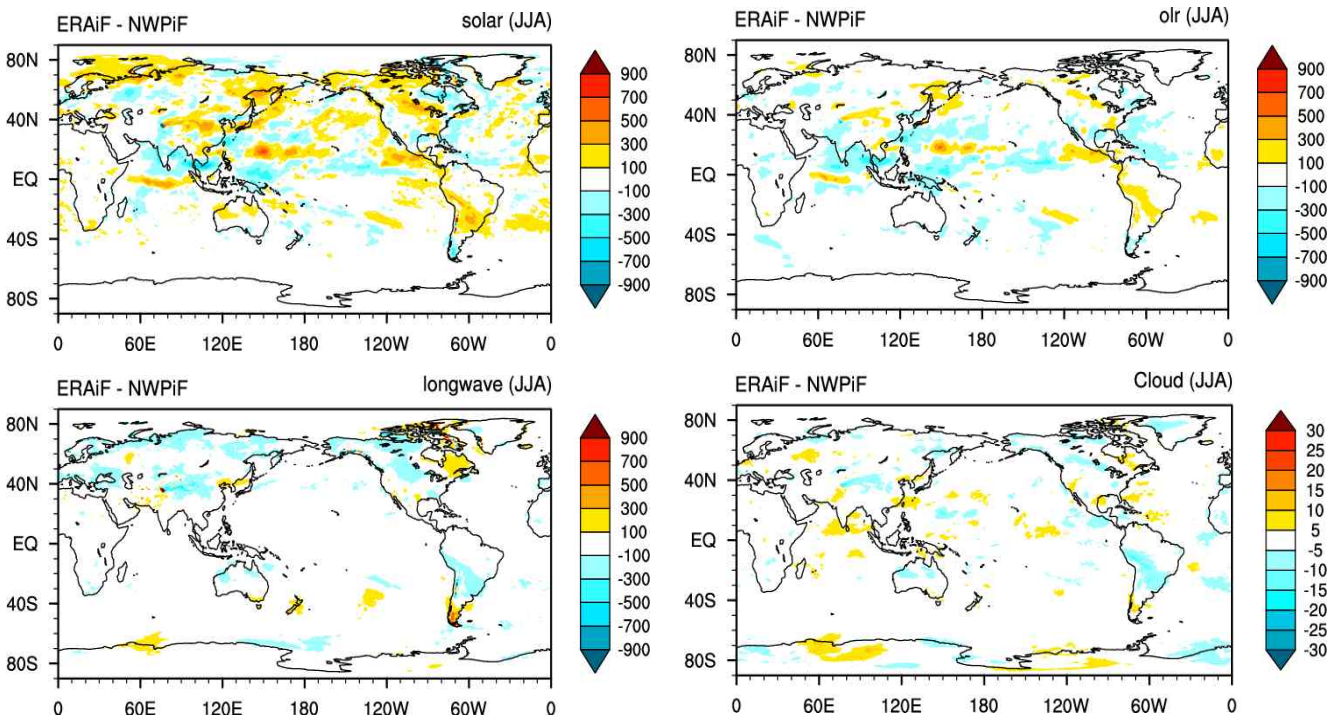 ERAiF - NWPiF solar (JJA)
80N
40N
EQ
40S
80S
0 60E 120E 180 120W 60W 0
900
700
500
300
100
-100
-300
-500
-700
-900
ERAiF - NWPiF olr (JJA)
80N
40N
EQ
40S
80S
0 60E 120E 180 120W 60W 0
900
700
500
300
100
-100
-300
-500
-700
-900
ERAiF - NWPiF longwave (JJA)
80N
40N
EQ
40S
80S
0 60E 120E 180 120W 60W 0
900
700
500
300
100
-100
-300
-500
-700
-900
ERAiF - NWPiF Cloud (JJA)
80N
40N
EQ
40S
80S
0 60E 120E 180 120W 60W 0
30
25
20
15
10
5
-5
-10
-15
-20
-25
-30